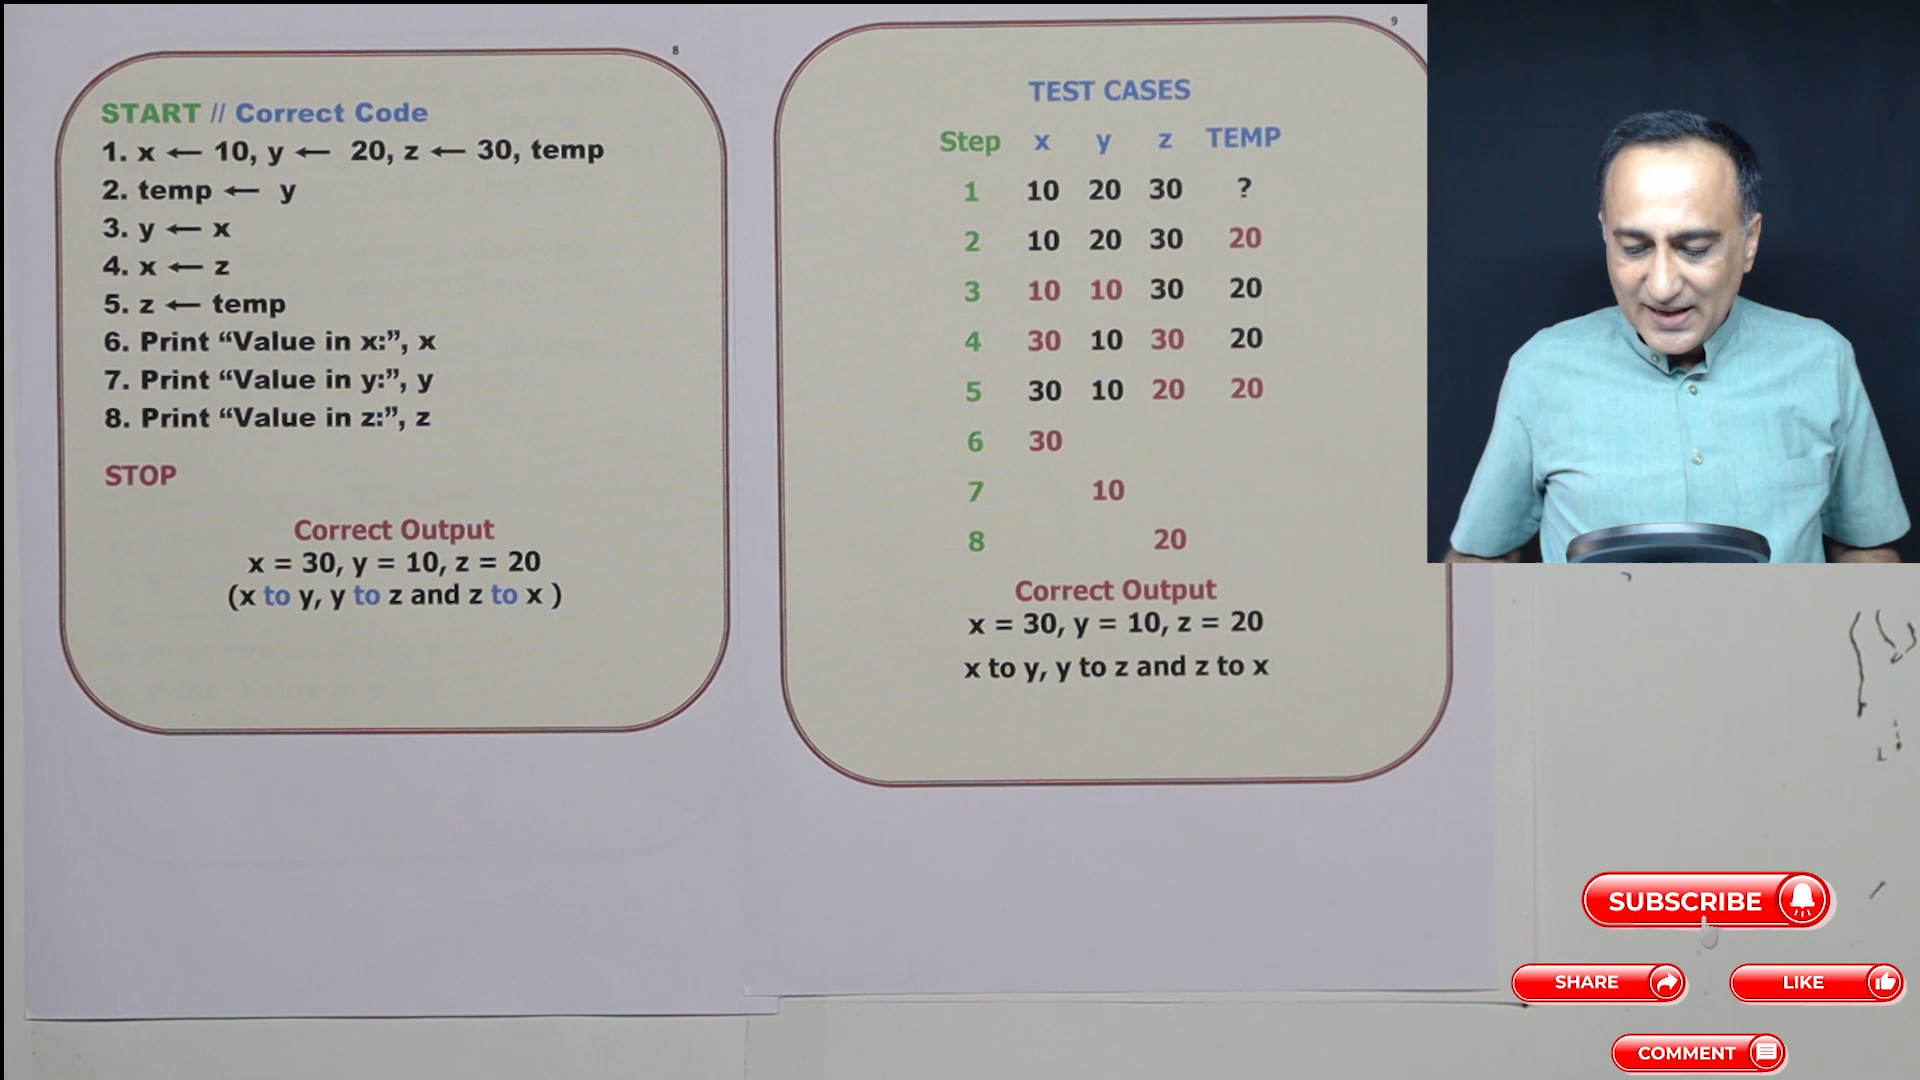 8
START // Correct Code
1. x ← 10, y ← 20, z ← 30, temp
2. temp ← y
3. y ← x
4. x ← z
5. z ← temp
6. Print “Value in x:”, x
7. Print “Value in y:”, y
8. Print “Value in z:”, z
STOP
Correct Output
x = 30, y = 10, z = 20
(x to y, y to z and z to x )
9
TEST CASES
Step x y z TEMP
1 10 20 30 ?
2 10 20 30 20
3 10 10 30 20
4 30 10 30 20
5 30 10 20 20
6 30
7 10
8 20
Correct Output
x = 30, y = 10, z = 20
x to y, y to z and z to x
SUBSCRIBE
SHARE
LIKE
COMMENT